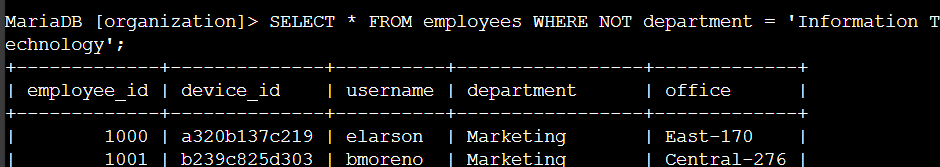 MariaDB [organization]> SELECT * FROM employees WHERE NOT department = 'Information T
echnology';
+-------------+--------------+----------+-----------------+-------------+
| employee_id | device_id    | username | department      | office      |
+-------------+--------------+----------+-----------------+-------------+
|        1000 | a320b137c219 | elarson  | Marketing       | East-170    |
|        1001 | b239c825d303 | bmoreno  | Marketing       | Central-276 |